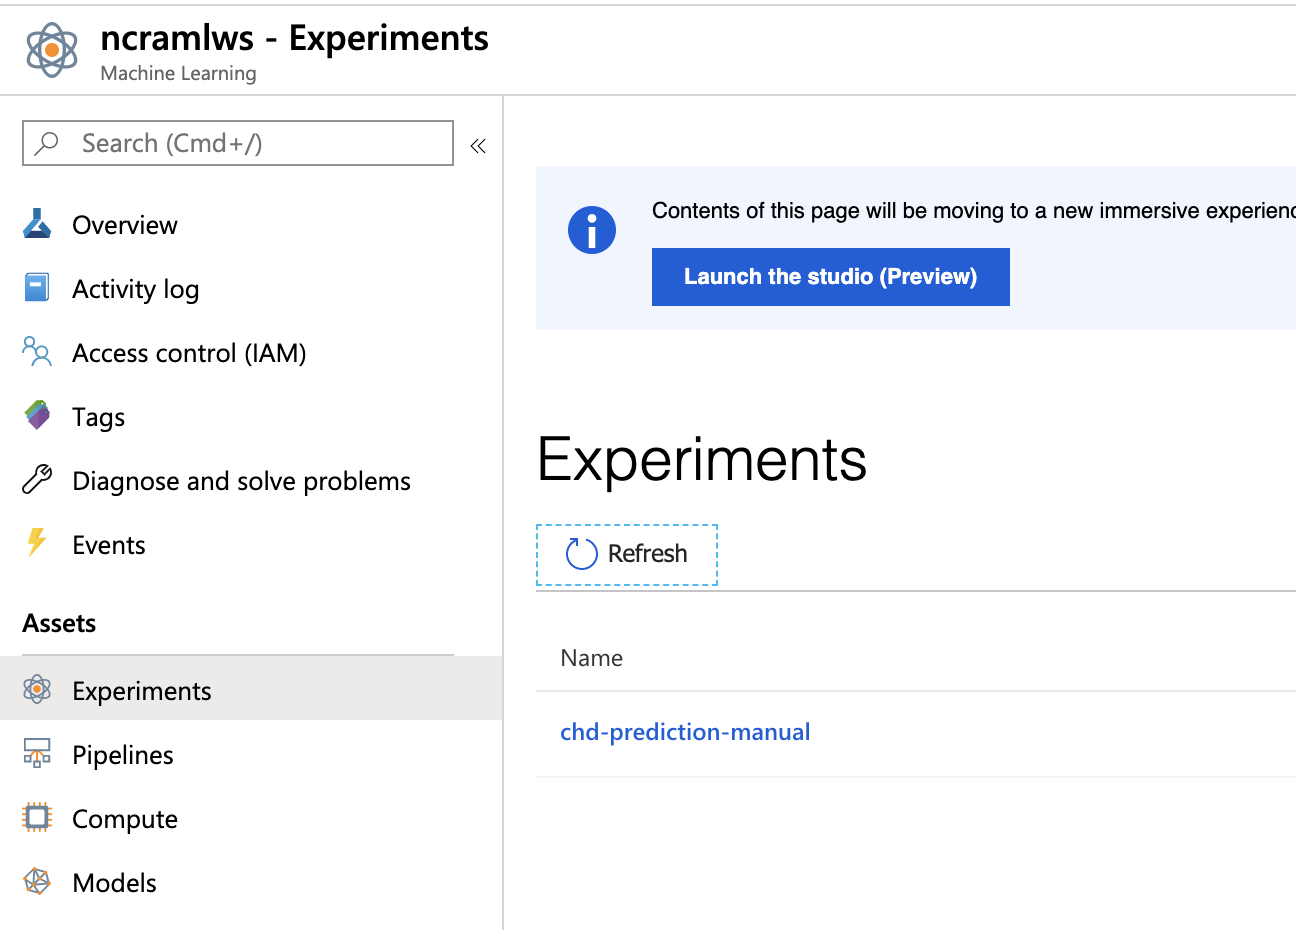 ncramlws - Experiments
Machine Learning
Search (Cmd+/)
«
Overview
Activity log
Access control (IAM)
Tags
Diagnose and solve problems
Events
Assets
Experiments
Pipelines
Compute
Models
Contents of this page will be moving to a new immersive experienc
Launch the studio (Preview)
Experiments
Refresh
Name
chd-prediction-manual